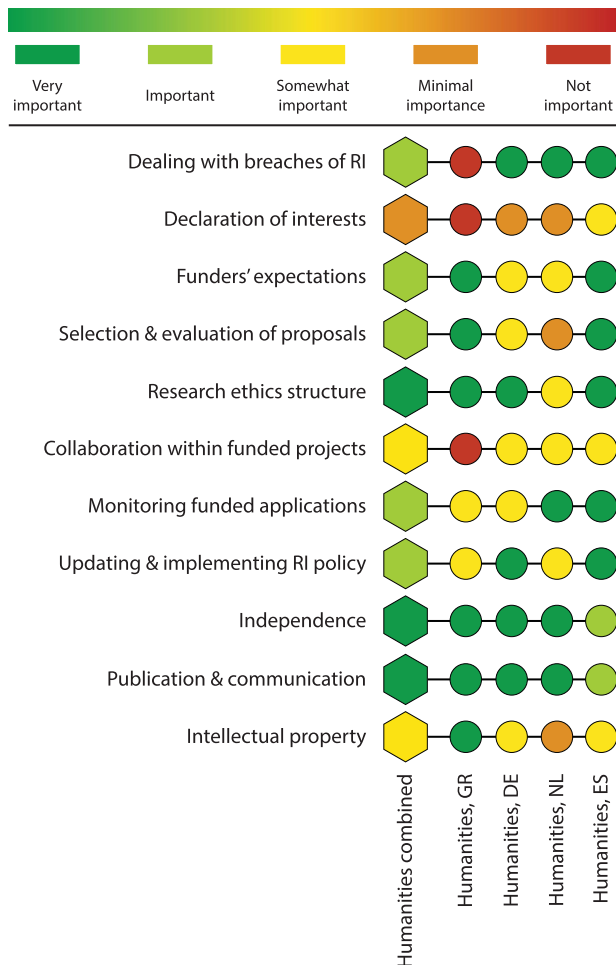 Very
important
Important
Somewhat
important
Minimal
importance
Not
important
Dealing with breaches of RI
Declaration of interests
Funders’ expectations
Selection & evaluation of proposals
Research ethics structure
Collaboration within funded projects
Monitoring funded applications
Updating & implementing RI policy
Independence
Publication & communication
Intellectual property
Humanities combined
Humanities, GR
Humanities, DE
Humanities, NL
Humanities, ES